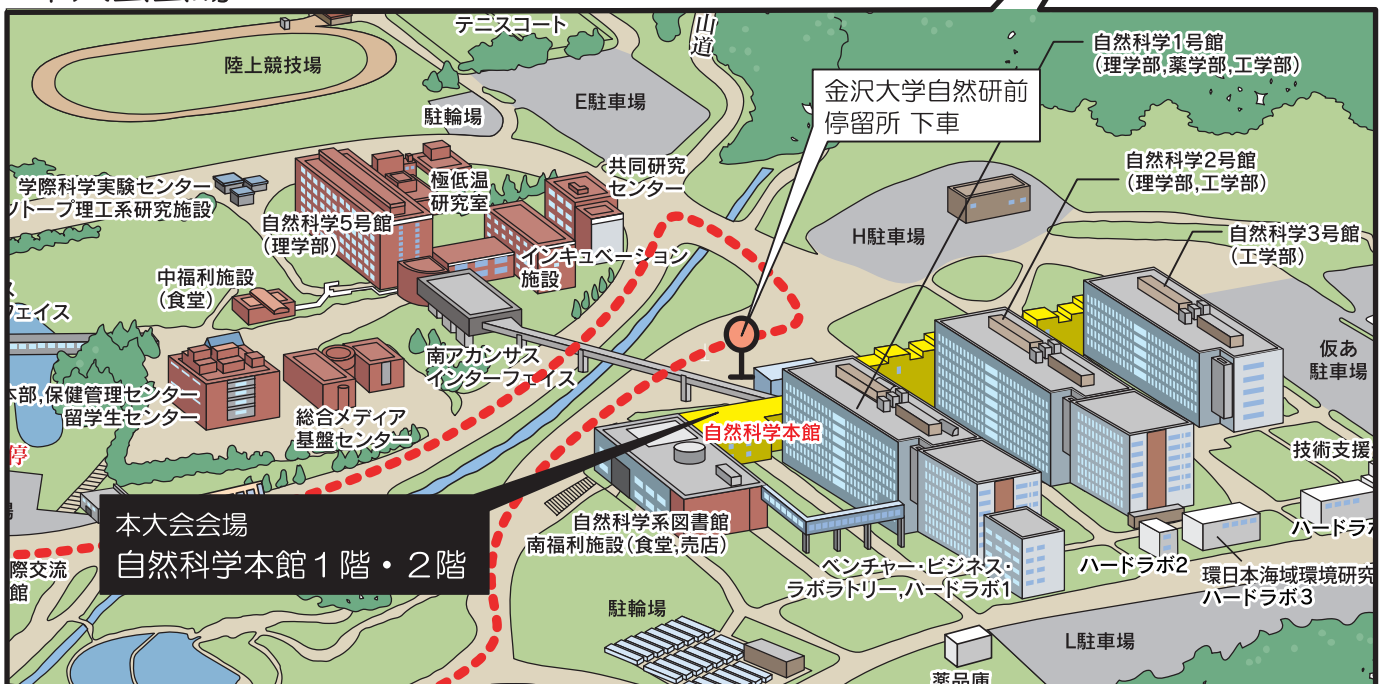 本大会会場
テニスコート
山道
陸上競技場
自然科学1号館
(理学部,薬学部,工学部)
E駐車場
金沢大学自然研前
停留所 下車
駐輪場
自然科学2号館
(理学部,工学部)
共同研究
センター
極低温
研究室
学際科学実験センター
トープ理工系研究施設
自然科学5号館
(理学部)
H駐車場
自然科学3号館
(工学部)
インキュベーション
施設
中福利施設
(食堂)
フェイス
南アカンサス
インターフェイス
仮あ
駐車場
本部,保健管理センター
留学生センター
総合メディア
基盤センター
自然科学本館
停
技術支援
本大会会場
自然科学本館1階・2階
自然科学系図書館
南福利施設(食堂,売店)
ハードラボ
際交流
館
ベンチャー・ビジネス・
ラボラトリー,ハードラボ1
ハードラボ2
環日本海域環境研究
ハードラボ3
駐輪場
L駐車場
薬品庫